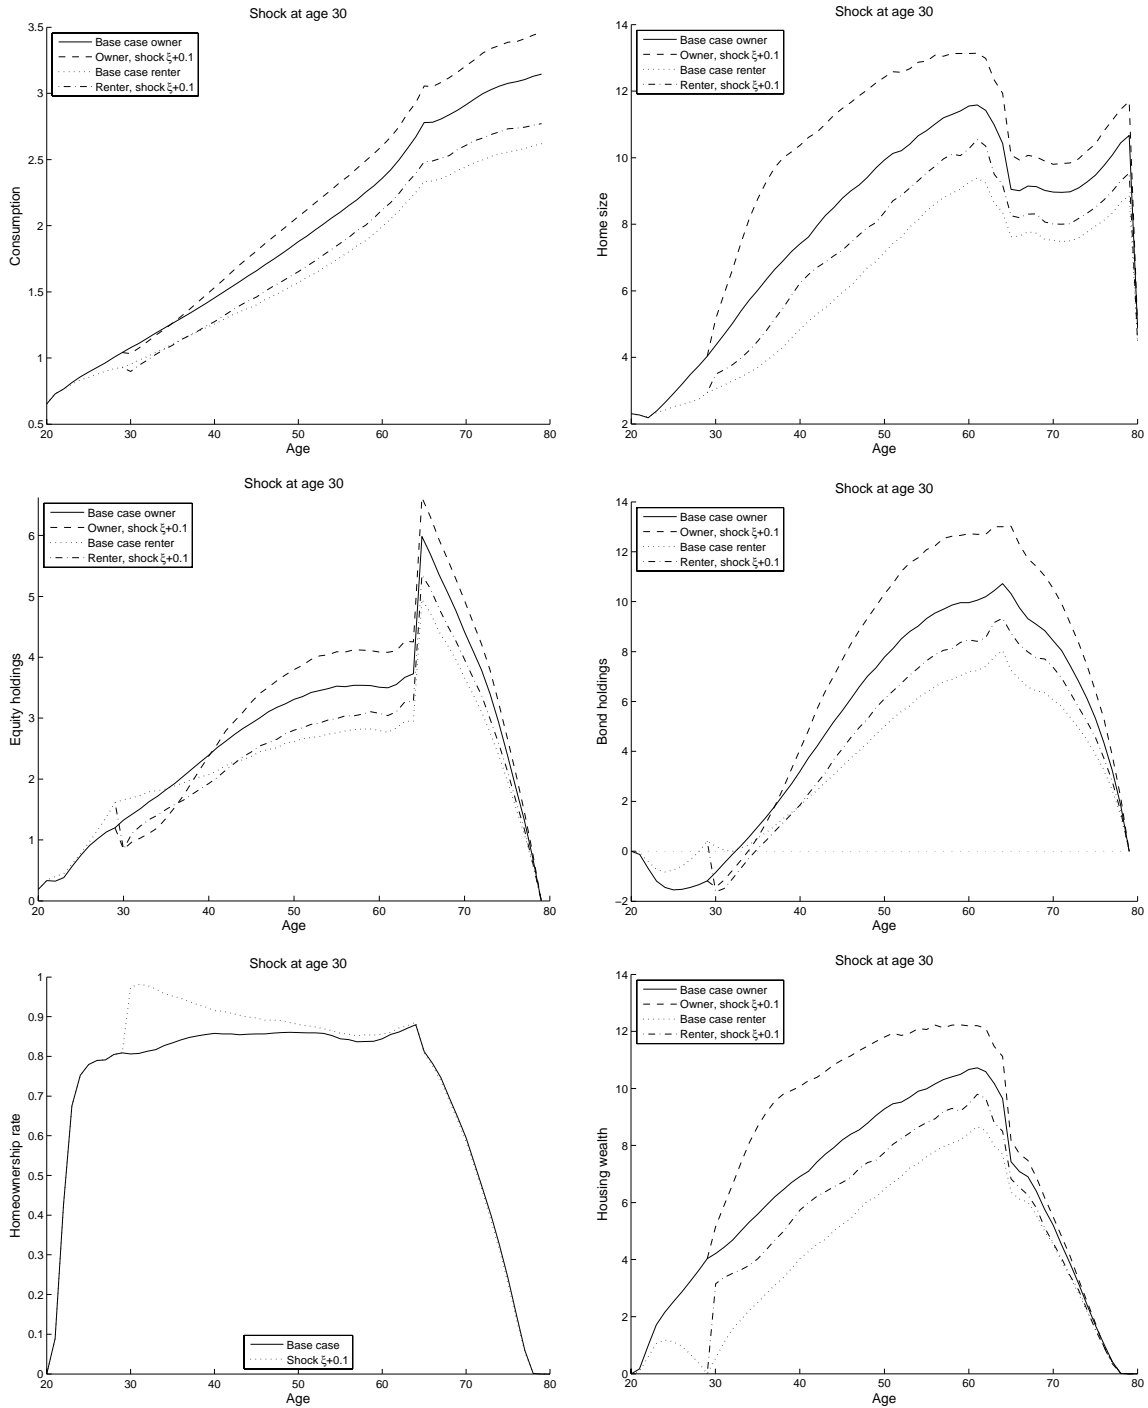 Shock at age 30
Consumption
3.5
3
2.5
2
1.5
1
0.5
Base case owner
Owner, shock ξ+0.1
Base case renter
Renter, shock ξ+0.1
20 30 40 50 60 70 80
Age
Shock at age 30
Home size
14
12
10
8
6
4
2
Base case owner
Owner, shock ξ+0.1
Base case renter
Renter, shock ξ+0.1
20 30 40 50 60 70 80
Age
Shock at age 30
Equity holdings
6
5
4
3
2
1
0
Base case owner
Owner, shock ξ+0.1
Base case renter
Renter, shock ξ+0.1
20 30 40 50 60 70 80
Age
Shock at age 30
Bond holdings
14
12
10
8
6
4
2
0
−2
Base case owner
Owner, shock ξ+0.1
Base case renter
Renter, shock ξ+0.1
20 30 40 50 60 70 80
Age
Shock at age 30
Homeownership rate
1
0.9
0.8
0.7
0.6
0.5
0.4
0.3
0.2
0.1
0
Base case
Shock ξ+0.1
20 30 40 50 60 70 80
Age
Shock at age 30
Housing wealth
14
12
10
8
6
4
2
0
Base case owner
Owner, shock ξ+0.1
Base case renter
Renter, shock ξ+0.1
20 30 40 50 60 70 80
Age